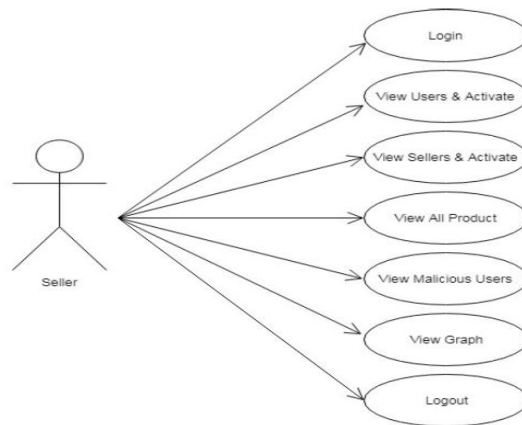 Login
View Users & Activate
View Sellers & Activate
View All Product
View Malicious Users
View Graph
Logout
Seller